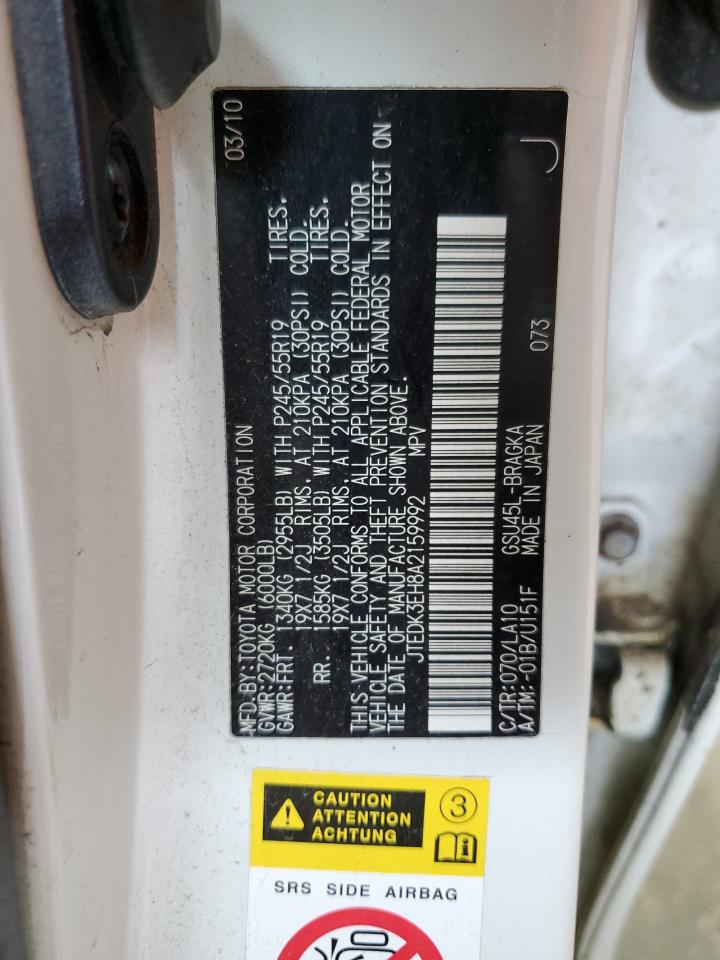 MFD.BY:TOYOTA MOTOR CORPORATION 03/10
GVWR:2720KG (6000LB)
GAWR:FRT. 1340KG (2955LB) WITH P245/55R19 TIRES.
19X7 1/2J RIMS. AT 210KPA (30PSI) COLD.
RR. 1585KG (3505LB) WITH P245/55R19 TIRES.
19X7 1/2J RIMS. AT 210KPA (30PSI) COLD.
THIS VEHICLE CONFORMS TO ALL APPLICABLE FEDERAL MOTOR
VEHICLE SAFETY AND THEFT PREVENTION STANDARDS IN EFFECT ON
THE DATE OF MANUFACTURE SHOWN ABOVE.
JTEDK3EH8A2159992 MPV
C/TR:070/LA10 GSU45L-BRAGKA
A/TM:-01B/U151F MADE IN JAPAN 073 J
CAUTION
ATTENTION
ACHTUNG
3
SRS SIDE AIRBAG